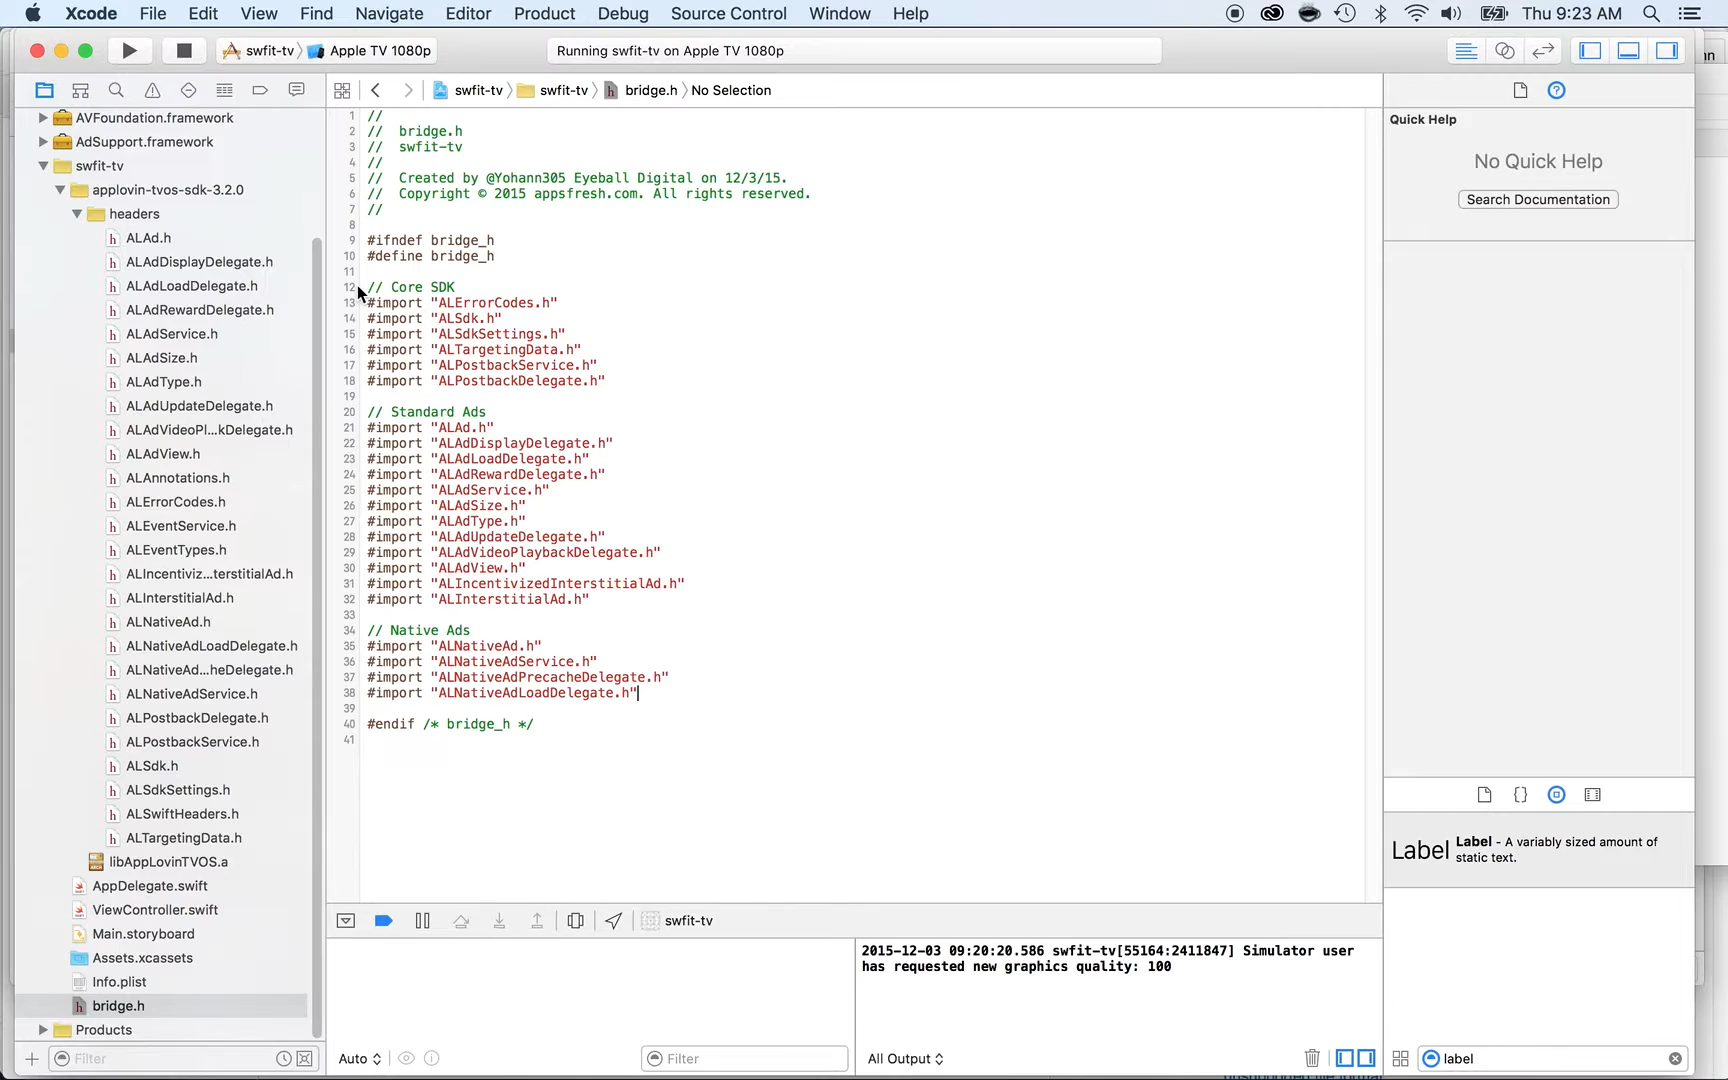 Xcode File Edit View Find Navigate Editor Product Debug Source Control Window Help Thu 9:23 AM
swfit-tv Apple TV 1080p Running swfit-tv on Apple TV 1080p
swfit-tv swfit-tv bridge.h No Selection
AVFoundation.framework
AdSupport.framework
swfit-tv
applovin-tvos-sdk-3.2.0
headers
ALAd.h
ALAdDisplayDelegate.h
ALAdLoadDelegate.h
ALAdRewardDelegate.h
ALAdService.h
ALAdSize.h
ALAdType.h
ALAdUpdateDelegate.h
ALAdVideoPl...kDelegate.h
ALAdView.h
ALAnnotations.h
ALErrorCodes.h
ALEventService.h
ALEventTypes.h
ALIncentiviz...terstitialAd.h
ALInterstitialAd.h
ALNativeAd.h
ALNativeAdLoadDelegate.h
ALNativeAd...heDelegate.h
ALNativeAdService.h
ALPostbackDelegate.h
ALPostbackService.h
ALSdk.h
ALSdkSettings.h
ALSwiftHeaders.h
ALTargetingData.h
libAppLovinTVOS.a
AppDelegate.swift
ViewController.swift
Main.storyboard
Assets.xcassets
Info.plist
bridge.h
Products
Filter
1 //
2 // bridge.h
3 // swfit-tv
4 //
5 // Created by @Yohann305 Eyeball Digital on 12/3/15.
6 // Copyright © 2015 appsfresh.com. All rights reserved.
7 //
8
9 #ifndef bridge_h
10 #define bridge_h
11
12 // Core SDK
13 #import "ALErrorCodes.h"
14 #import "ALSdk.h"
15 #import "ALSdkSettings.h"
16 #import "ALTargetingData.h"
17 #import "ALPostbackService.h"
18 #import "ALPostbackDelegate.h"
19
20 // Standard Ads
21 #import "ALAd.h"
22 #import "ALAdDisplayDelegate.h"
23 #import "ALAdLoadDelegate.h"
24 #import "ALAdRewardDelegate.h"
25 #import "ALAdService.h"
26 #import "ALAdSize.h"
27 #import "ALAdType.h"
28 #import "ALAdUpdateDelegate.h"
29 #import "ALAdVideoPlaybackDelegate.h"
30 #import "ALAdView.h"
31 #import "ALIncentivizedInterstitialAd.h"
32 #import "ALInterstitialAd.h"
33
34 // Native Ads
35 #import "ALNativeAd.h"
36 #import "ALNativeAdService.h"
37 #import "ALNativeAdPrecacheDelegate.h"
38 #import "ALNativeAdLoadDelegate.h"
39
40 #endif /* bridge_h */
41
swfit-tv
2015-12-03 09:20:20.586 swfit-tv[55164:2411847] Simulator user
has requested new graphics quality: 100
Auto Filter All Output
Quick Help
No Quick Help
Search Documentation
Label Label - A variably sized amount of
static text.
label